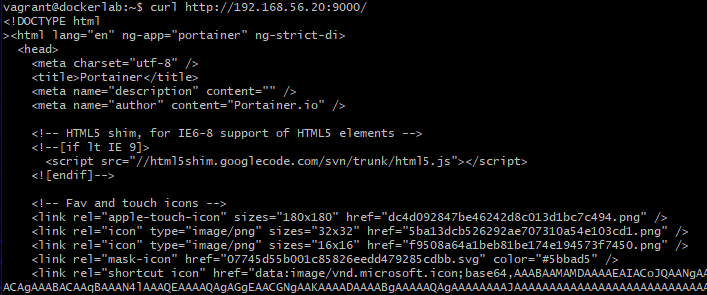 vagrant@dockerlab:~$ curl http://192.168.56.20:9000/
<!DOCTYPE html
><html lang="en" ng-app="portainer" ng-strict-di>
  <head>
    <meta charset="utf-8" />
    <title>Portainer</title>
    <meta name="description" content="" />
    <meta name="author" content="Portainer.io" />

    <!-- HTML5 shim, for IE6-8 support of HTML5 elements -->
    <!--[if lt IE 9]>
      <script src="//html5shim.googlecode.com/svn/trunk/html5.js"></script>
    <![endif]-->

    <!-- Fav and touch icons -->
    <link rel="apple-touch-icon" sizes="180x180" href="dc4d092847be46242d8c013d1bc7c494.png" />
    <link rel="icon" type="image/png" sizes="32x32" href="5ba13dcb526292ae707310a54e103cd1.png" />
    <link rel="icon" type="image/png" sizes="16x16" href="f9508a64a1beb81be174e194573f7450.png" />
    <link rel="mask-icon" href="07745d55b001c85826eedd479285cdbb.svg" color="#5bbad5" />
    <link rel="shortcut icon" href="data:image/vnd.microsoft.icon;base64,AAABAAMAMDAAAAEAIACoJQAANgAA
ACAgAAABACAAqBAAAN4lAAAQEAAAAQAgAGgEAACGNgAAKAAAADAAAABgAAAAAQAgAAAAAAAAJAAAAAAAAAAAAAAAAAAAAAAAAAAA